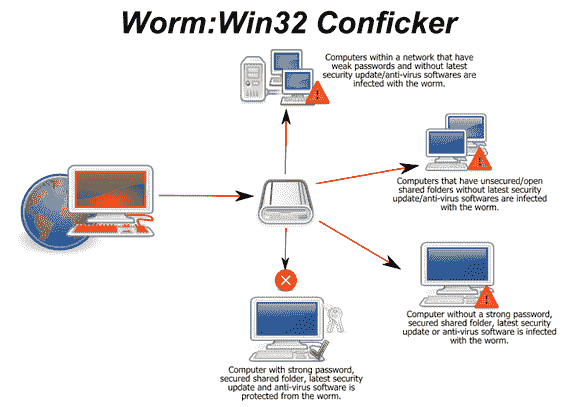 Worm:Win32 Conficker
Computers within a network that have
weak passwords and without latest
security update/anti-virus softwares are
infected with the worm.
Computers that have unsecured/open
shared folders without latest security
update/anti-virus softwares are infected
with the worm.
Computer without a strong password,
secured shared folder, latest security
update or anti-virus software is infected
with the worm.
Computer with strong password,
secured shared folder, latest security
update and anti-virus software is
protected from the worm.